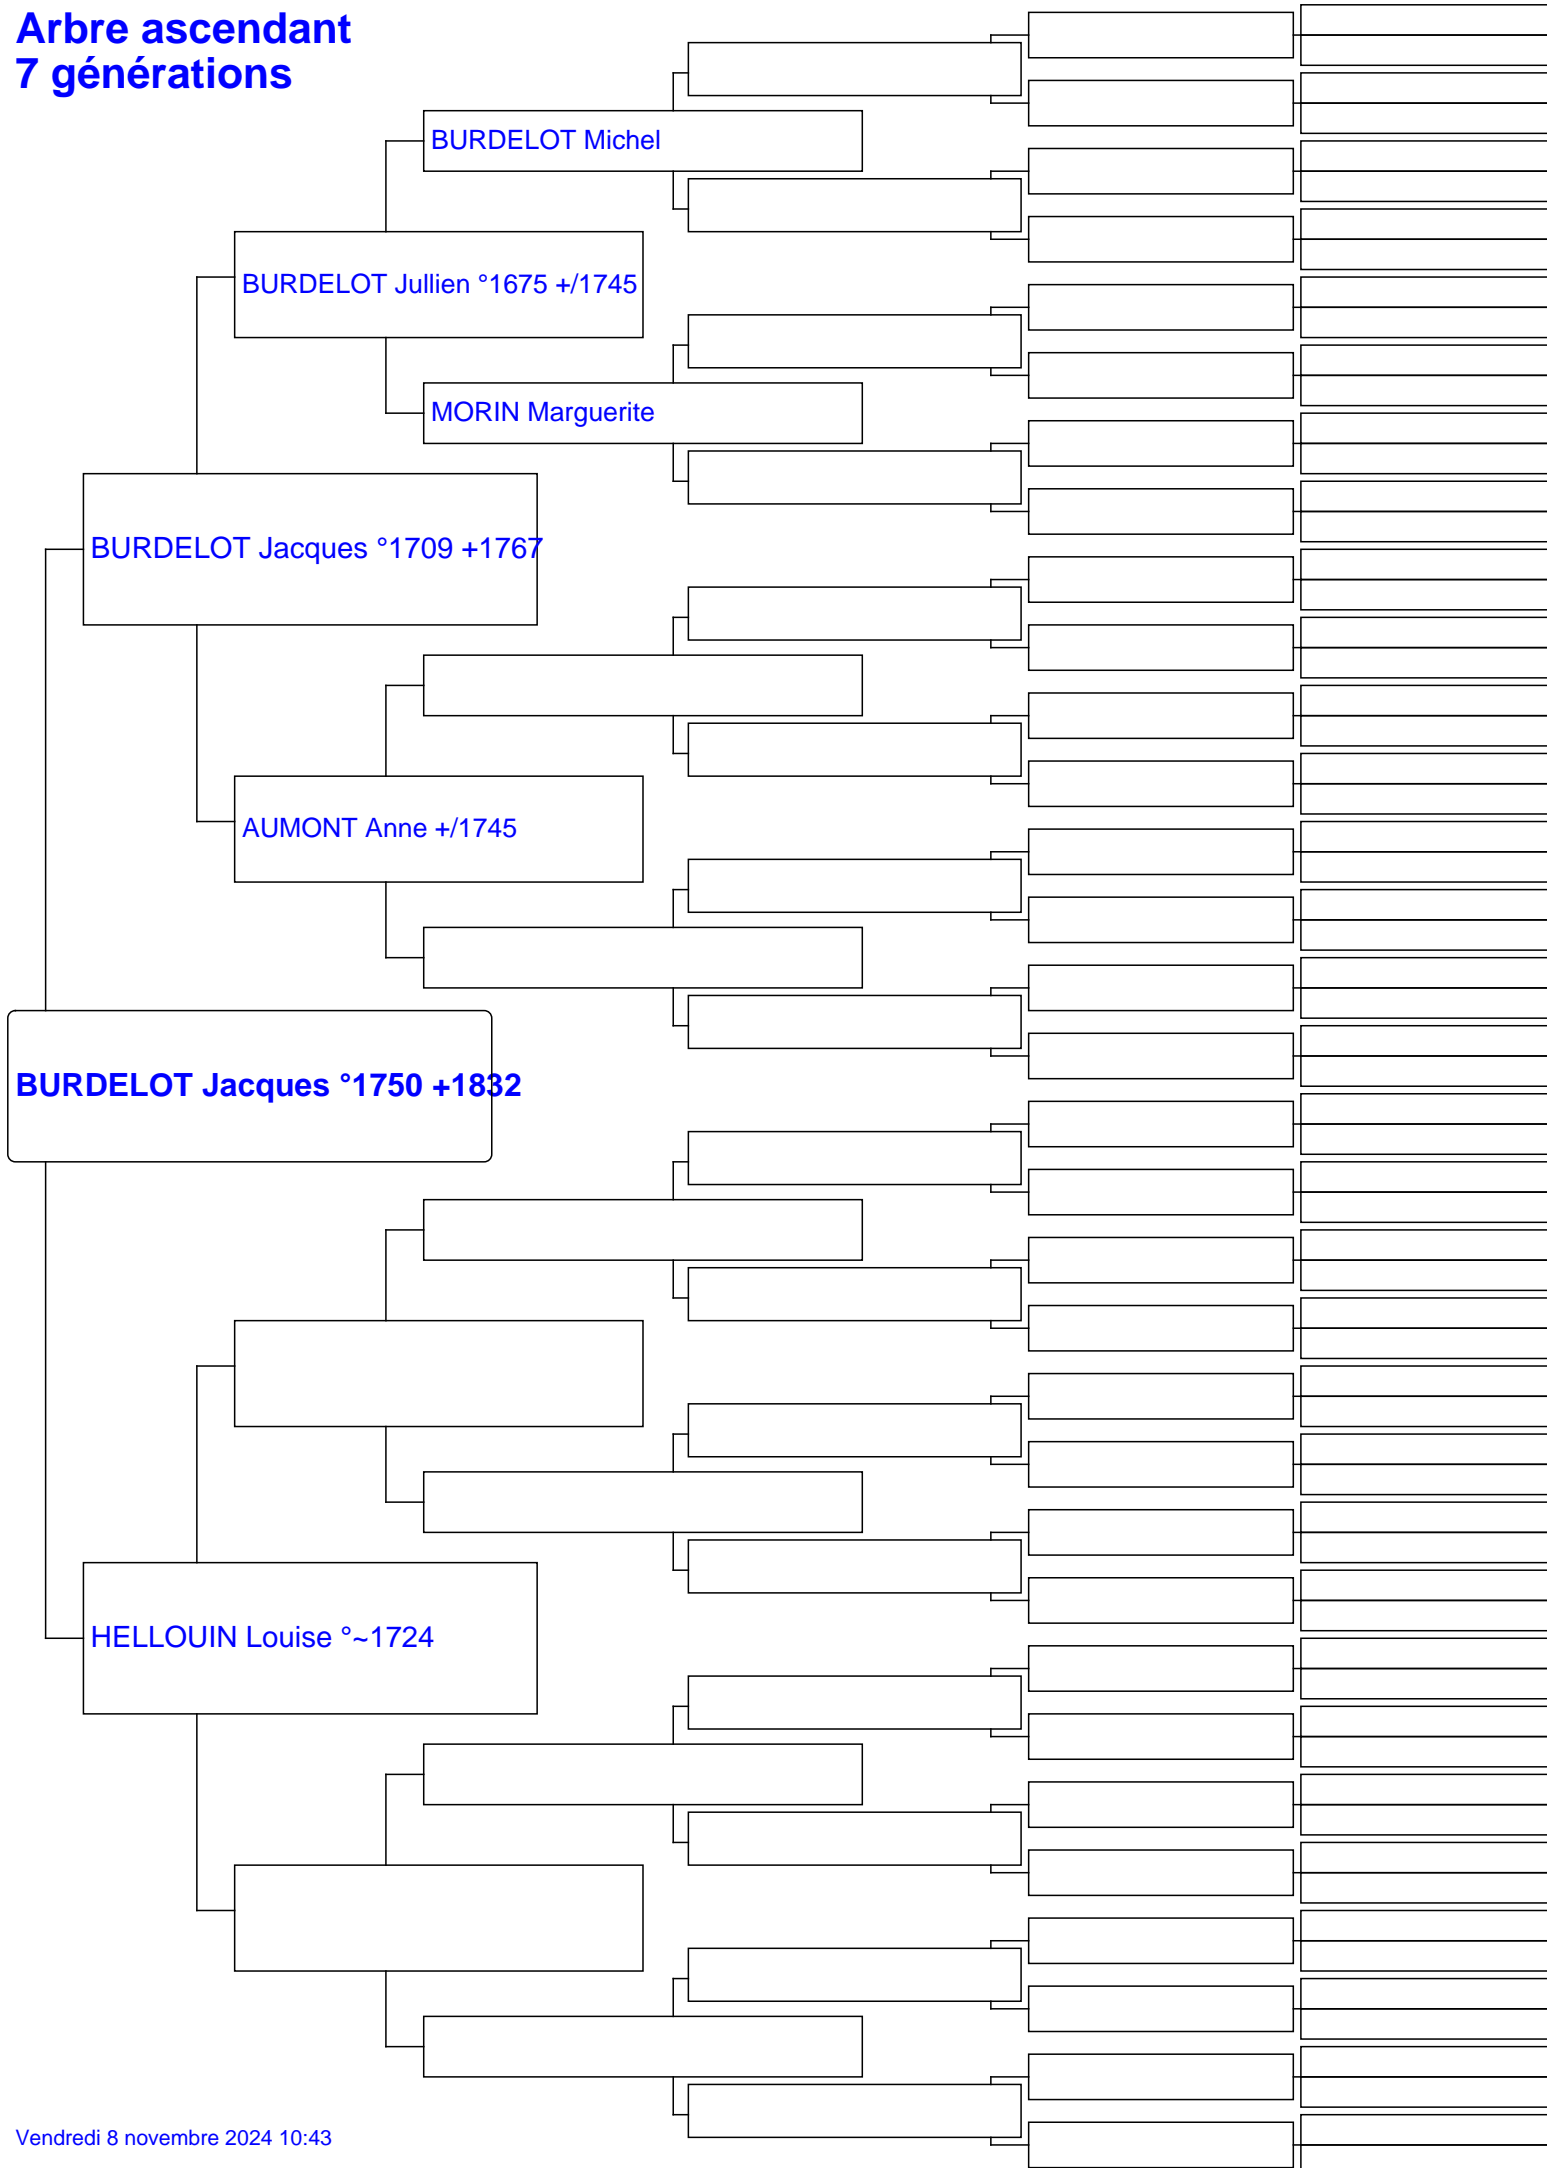 Arbre ascendant
7 générations
BURDELOT Michel
BURDELOT Jullien °1675 +/1745
MORIN Marguerite
BURDELOT Jacques °1709 +1767
AUMONT Anne +/1745
BURDELOT Jacques °1750 +1832
HELLOUIN Louise °~1724
Vendredi 8 novembre 2024 10:43